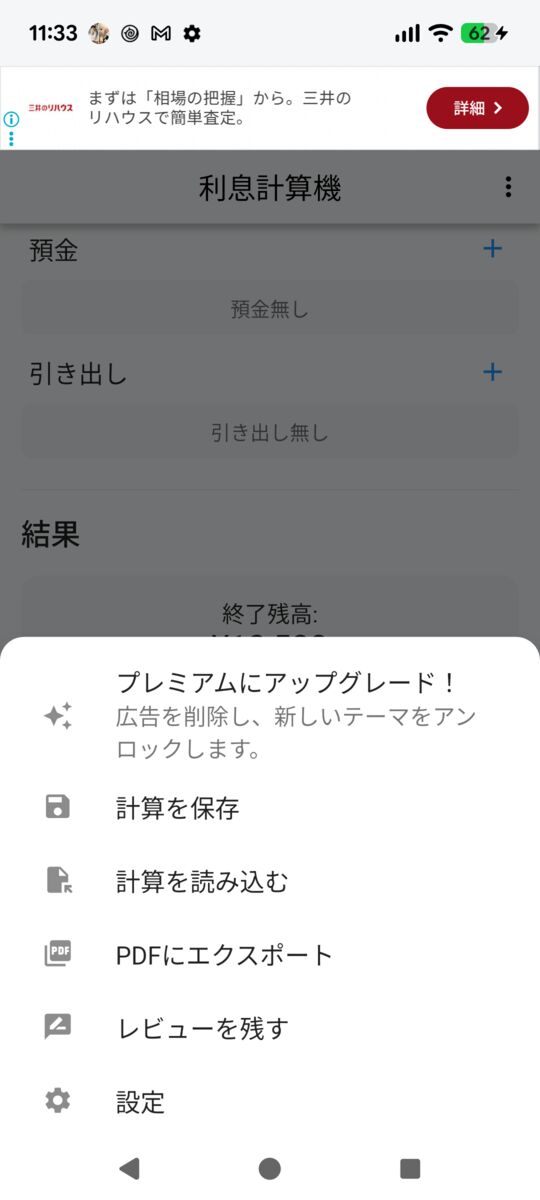 11:33
62
三井のリハウス
まずは「相場の把握」から。三井の
リハウスで簡単査定。
詳細
利息計算機
預金
預金無し
引き出し
引き出し無し
結果
終了残高:
プレミアムにアップグレード！
広告を削除し、新しいテーマをアン
ロックします。
計算を保存
計算を読み込む
PDF
PDFにエクスポート
レビューを残す
設定